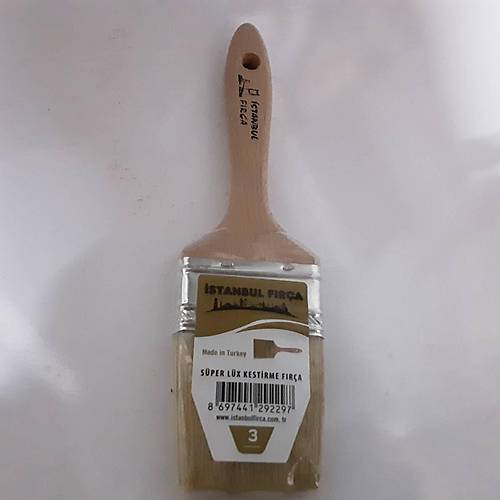 İSTANBUL
FIRÇA
İSTANBUL FIRÇA
Made in Turkey
SÜPER LÜX KESTİRME FIRÇA
8 697441 292297
www.istanbulfirca.com.tr
3